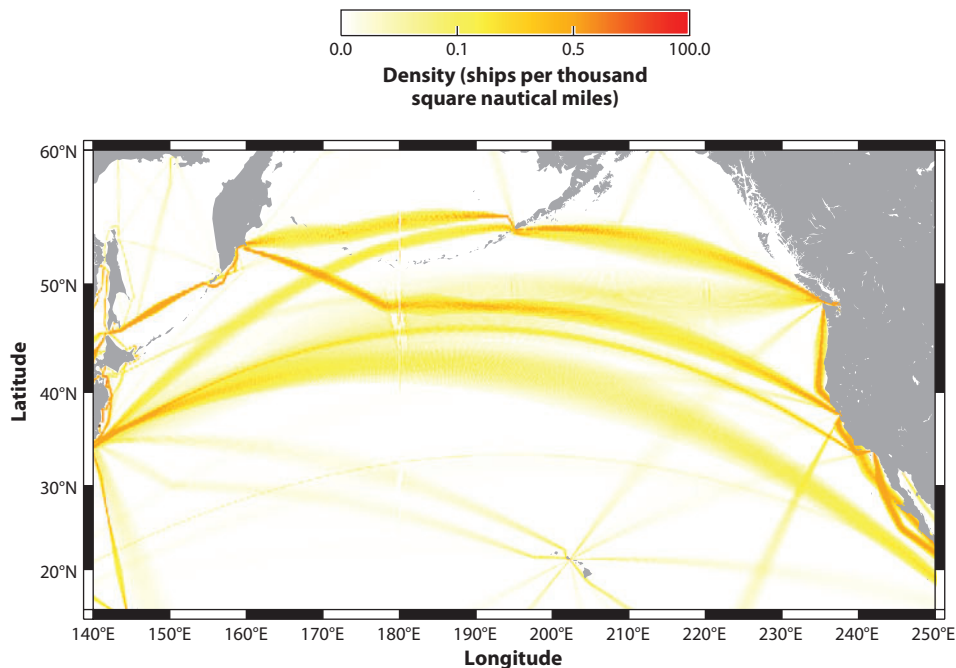 0.0 0.1 0.5 100.0
Density (ships per thousand
square nautical miles)
60°N
50°N
40°N
30°N
20°N
Latitude
140°E 150°E 160°E 170°E 180°E 190°E 200°E 210°E 220°E 230°E 240°E 250°E
Longitude